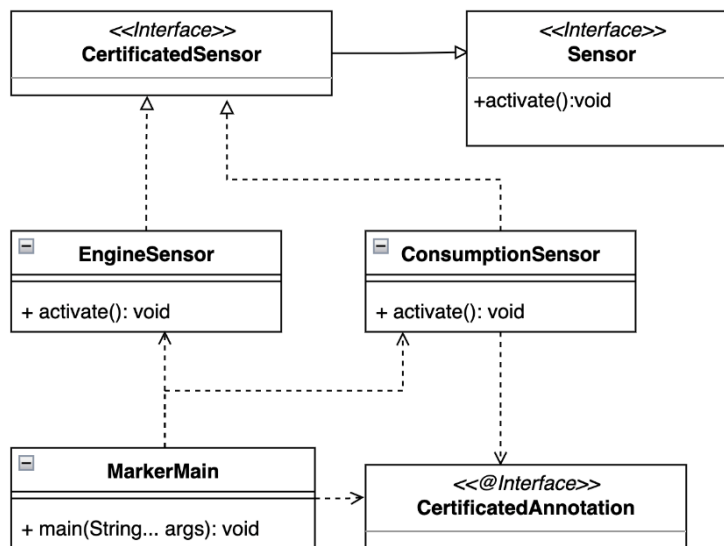 <<Interface>>
CertificatedSensor
<<Interface>>
Sensor
+activate():void
EngineSensor
+ activate(): void
ConsumptionSensor
+ activate(): void
MarkerMain
+ main(String... args): void
<<@Interface>>
CertificatedAnnotation